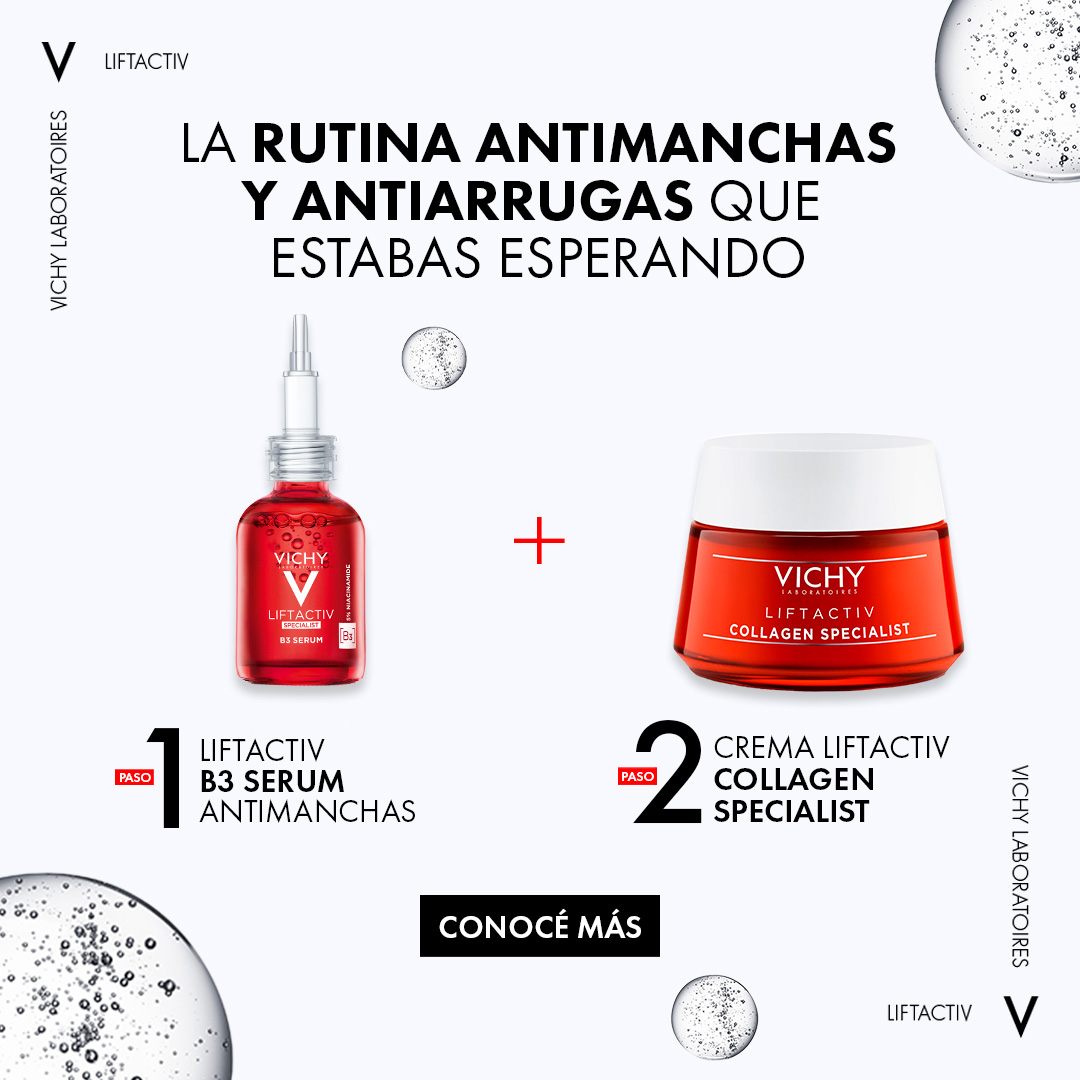 V LIFTACTIV
VICHY LABORATOIRES
LA RUTINA ANTIMANCHAS
Y ANTIARRUGAS QUE
ESTABAS ESPERANDO
VICHY
LABORATOIRES
V
LIFTACTIV
SPECIALIST
B3 SERUM
5% NIACINAMIDE
B3
+
VICHY
LABORATOIRES
LIFTACTIV
COLLAGEN SPECIALIST
PASO 1
LIFTACTIV
B3 SERUM
ANTIMANCHAS
PASO 2
CREMA LIFTACTIV
COLLAGEN
SPECIALIST
CONOCÉ MÁS
VICHY LABORATOIRES
LIFTACTIV V